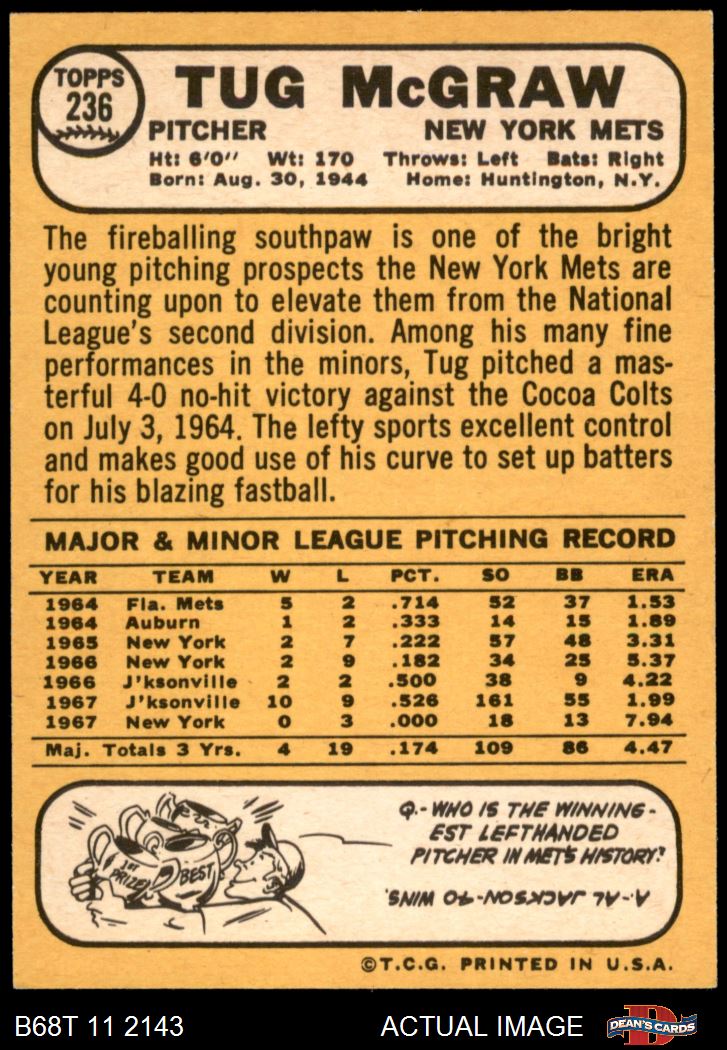 TOPPS
236
TUG McGRAW
PITCHER NEW YORK METS
Ht: 6'0" Wt: 170 Throws: Left Bats: Right
Born: Aug. 30, 1944 Home: Huntington, N.Y.
The fireballing southpaw is one of the bright
young pitching prospects the New York Mets are
counting upon to elevate them from the National
League's second division. Among his many fine
performances in the minors, Tug pitched a mas-
terful 4-0 no-hit victory against the Cocoa Colts
on July 3, 1964. The lefty sports excellent control
and makes good use of his curve to set up batters
for his blazing fastball.
MAJOR & MINOR LEAGUE PITCHING RECORD
YEAR TEAM W L PCT. SO BB ERA
1964 Fla. Mets 5 2 .714 52 37 1.53
1964 Auburn 1 2 .333 14 15 1.89
1965 New York 2 7 .222 57 48 3.31
1966 New York 2 9 .182 34 25 5.37
1966 J'ksonville 2 2 .500 38 9 4.22
1967 J'ksonville 10 9 .526 161 55 1.99
1967 New York 0 3 .000 18 13 7.94
Maj. Totals 3 Yrs. 4 19 .174 109 86 4.47
1ST PRIZE
BEST
Q.-WHO IS THE WINNING-
EST LEFTHANDED
PITCHER IN METS HISTORY?
A.-AL JACKSON-40 WINS.
©T.C.G. PRINTED IN U.S.A.
B68T 11 2143 ACTUAL IMAGE DEAN'S CARDS